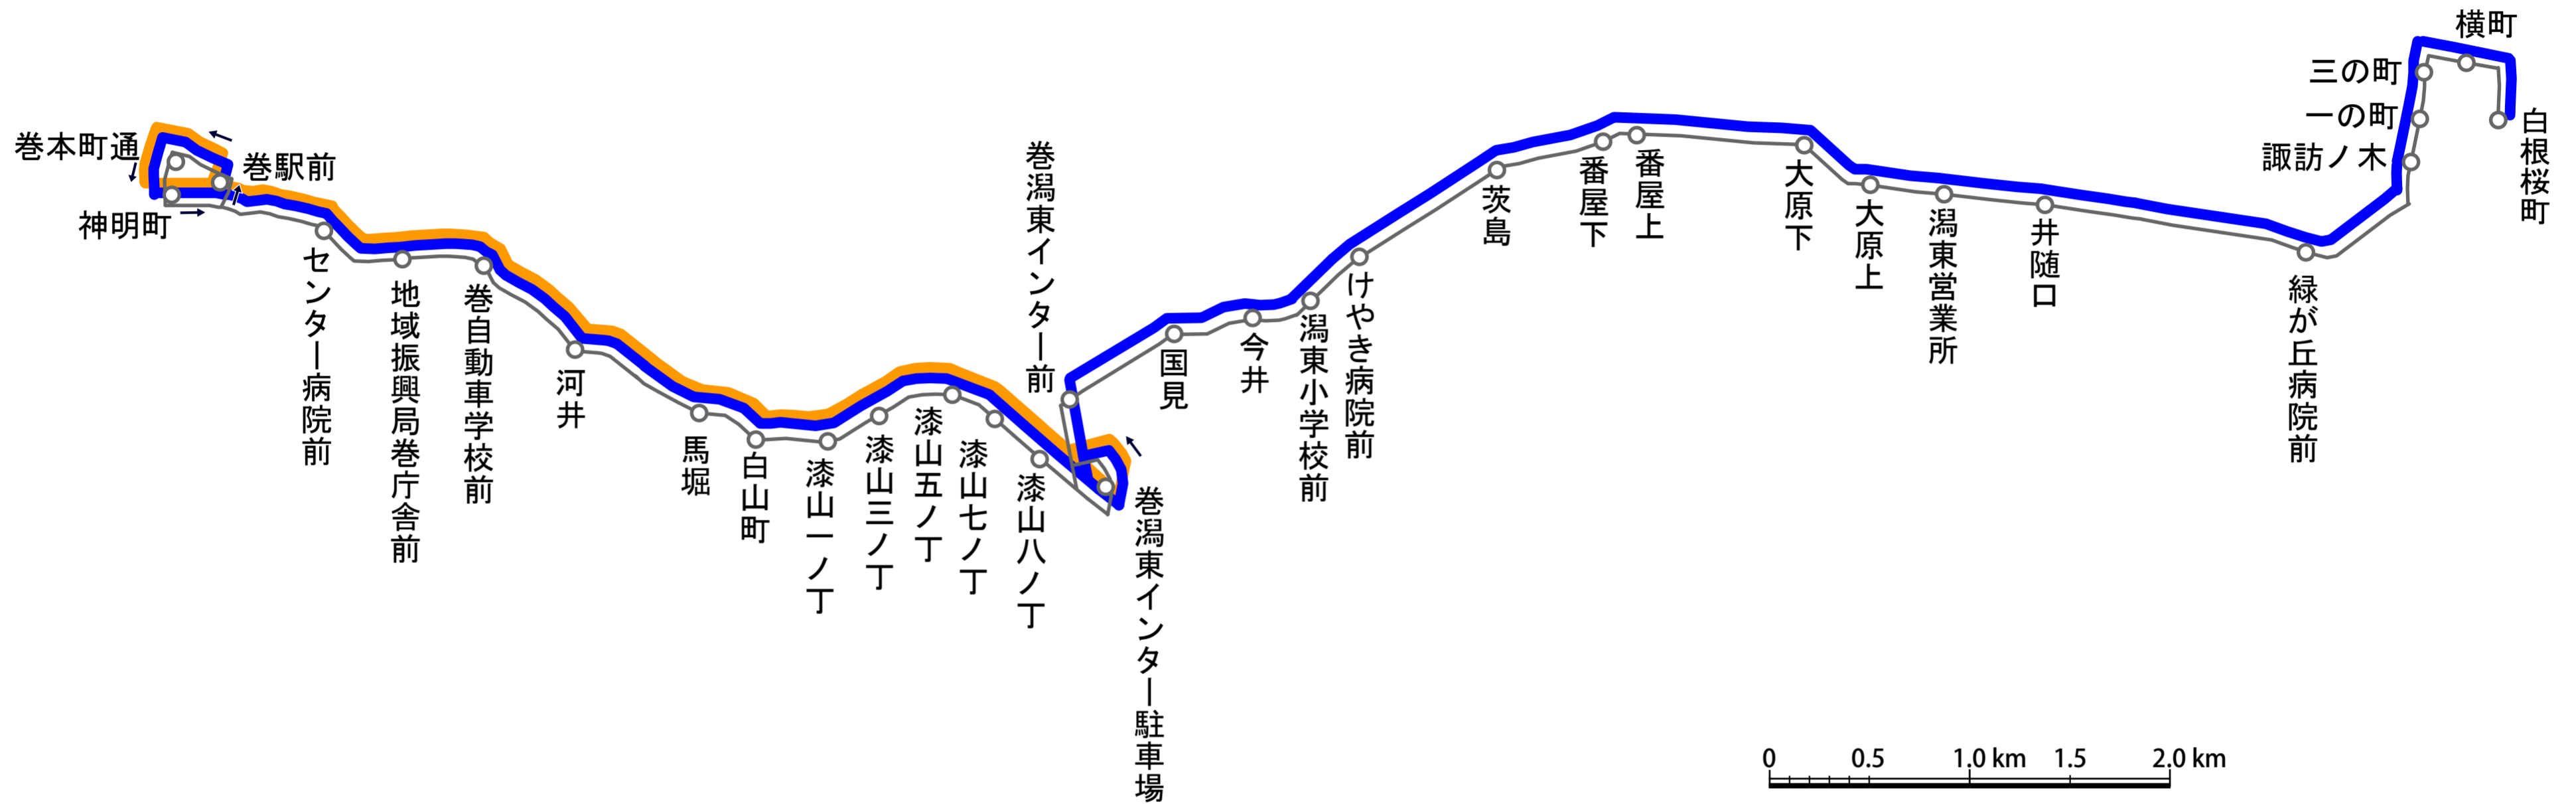 巻本町通
巻駅前
神明町
センター病院前
地域振興局巻庁舎前
巻自動車学校前
河井
馬堀
白山町
漆山一ノ丁
漆山三ノ丁
漆山五ノ丁
漆山七ノ丁
漆山八ノ丁
巻潟東インター前
巻潟東インター駐車場
国見
今井
潟東小学校前
けやき病院前
茨島
番屋下
番屋上
大原下
大原上
潟東営業所
井随口
緑が丘病院前
諏訪ノ木
一の町
三の町
横町
白根桜町
0 0.5 1.0 km 1.5 2.0 km